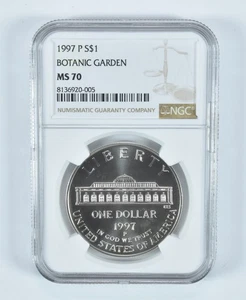 1997 P S$1
BOTANIC GARDEN
MS 70
8136920-005
NUMISMATIC GUARANTY COMPANY
NGC
LIBERTY
ONE DOLLAR
1997
P
IN GOD WE TRUST
UNITED STATES OF AMERICA